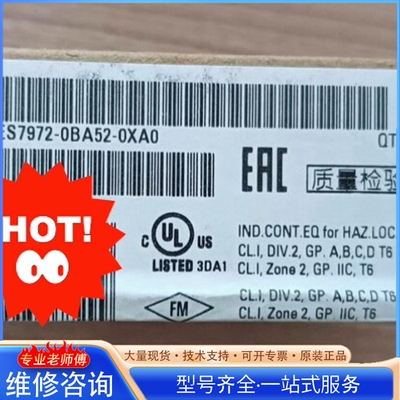 ES7972-0BA52-0XA0
QT
EAC
质量检验
HOT!
C UL US
LISTED 3DA1
IND.CONT.EQ for HAZ.LOC
CL.I, DIV.2, GP. A,B,C,D T6
CL.I, Zone 2, GP. IIC, T6
FM
CL.I, DIV.2, GP. A,B,C,D T6
CL.I, Zone 2, GP. IIC, T6
专业老师傅
大量现货·技术支持·可开专票·原装正品
维修咨询
型号齐全·一站式服务